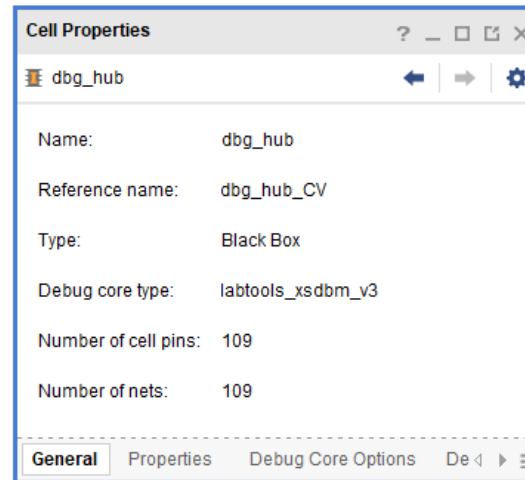 Cell Properties
dbg_hub
Name: dbg_hub
Reference name: dbg_hub_CV
Type: Black Box
Debug core type: labtools_xsdbm_v3
Number of cell pins: 109
Number of nets: 109
General Properties Debug Core Options De